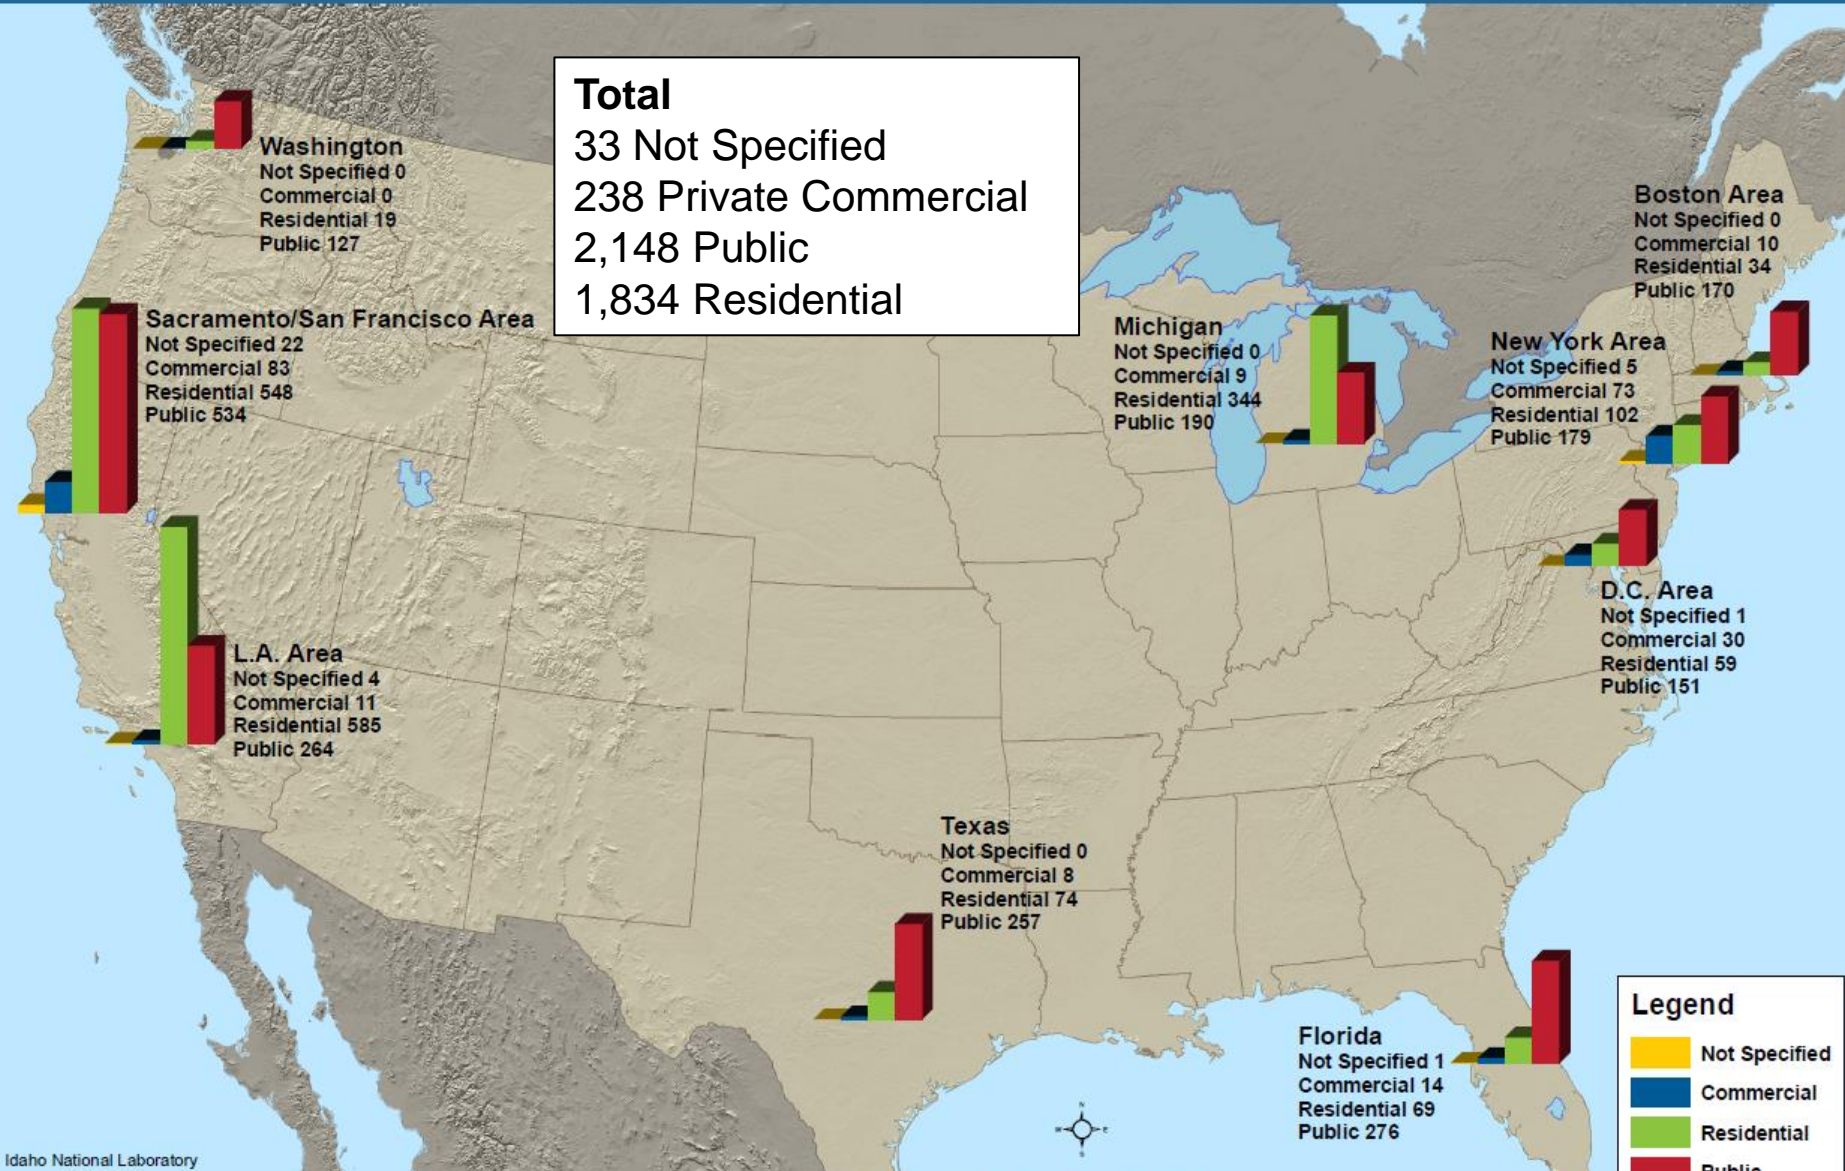 Total
33 Not Specified
238 Private Commercial
2,148 Public
1,834 Residential
Washington
Not Specified 0
Commercial 0
Residential 19
Public 127
Sacramento/San Francisco Area
Not Specified 22
Commercial 83
Residential 548
Public 534
L.A. Area
Not Specified 4
Commercial 11
Residential 585
Public 264
Michigan
Not Specified 0
Commercial 9
Residential 344
Public 190
Boston Area
Not Specified 0
Commercial 10
Residential 34
Public 170
New York Area
Not Specified 5
Commercial 73
Residential 102
Public 179
D.C. Area
Not Specified 1
Commercial 30
Residential 59
Public 151
Texas
Not Specified 0
Commercial 8
Residential 74
Public 257
Florida
Not Specified 1
Commercial 14
Residential 69
Public 276
N
W E
S
Legend
Not Specified
Commercial
Residential
Public
Idaho National Laboratory